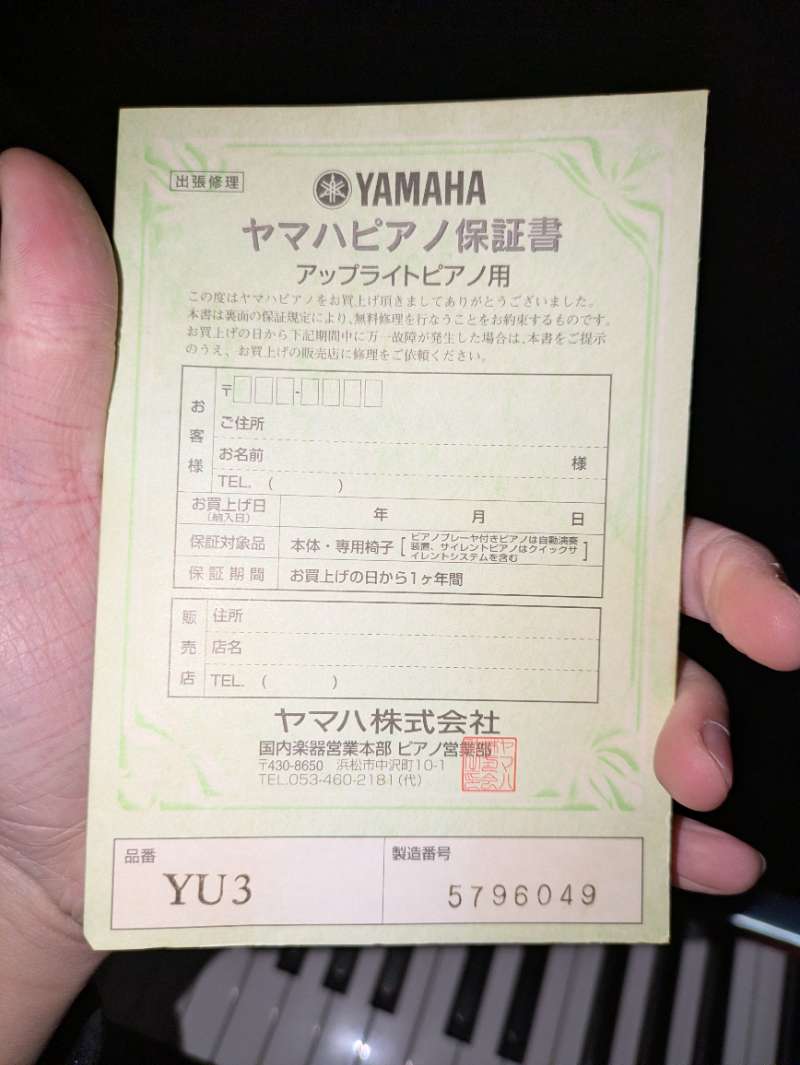 出張修理
YAMAHA
ヤマハピアノ保証書
アップライトピアノ用
この度はヤマハピアノをお買上げ頂きましてありがとうございました。
本書は裏面の保証規定により、無料修理を行なうことをお約束するものです。
お買上げの日から下記期間中に万一故障が発生した場合は、本書をご提示
のうえ、お買上げの販売店に修理をご依頼ください。
お客様
〒 -
ご住所
お名前 様
TEL. ( )
お買上げ日 年 月 日
(納入日)
保証対象品 本体・専用椅子 [ピアノプレーヤ付きピアノは自動演奏
装置、サイレントピアノはクイックサ
イレントシステムを含む]
保証期間 お買上げの日から1ヶ年間
販売店
住所
店名
TEL. ( )
ヤマハ株式会社
国内楽器営業本部 ピアノ営業部
〒430-8650 浜松市中沢町10-1
TEL.053-460-2181(代)
品番 製造番号
YU3 5796049